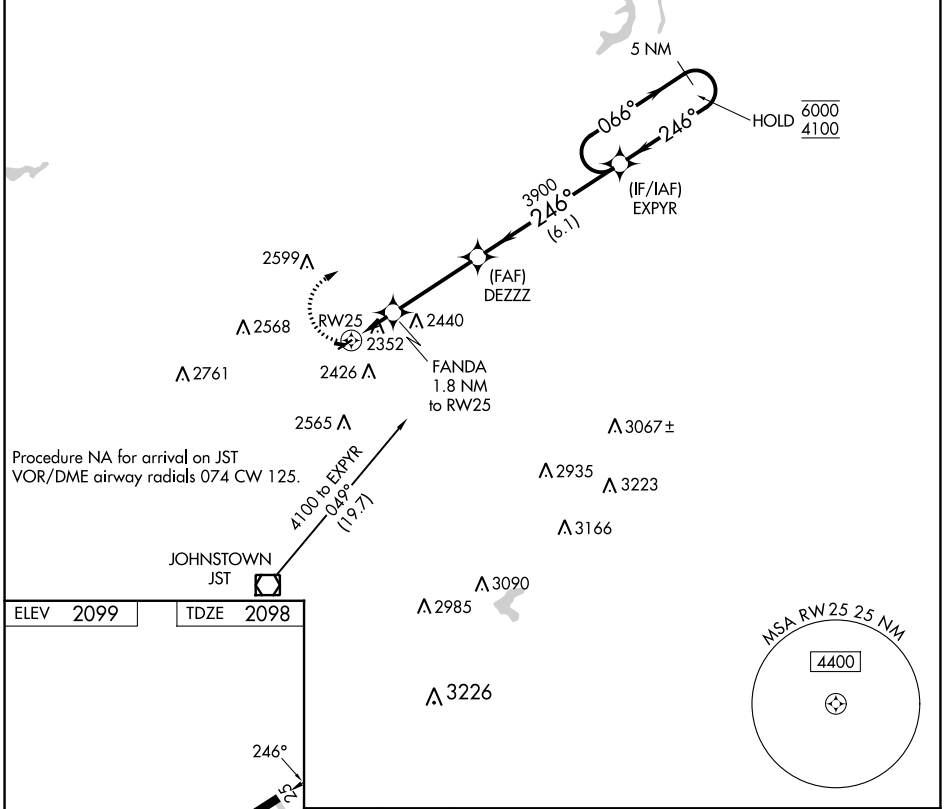 5 NM
066°
HOLD 6000
4100
246°
(IF/IAF)
EXPYR
3900
246°
(6.1)
2599
(FAF)
DEZZZ
2568
RW25
2440
2352
2761
2426
FANDA
1.8 NM
to RW25
2565
3067±
Procedure NA for arrival on JST
VOR/DME airway radials 074 CW 125.
4100 to EXPYR
049°
(19.7)
2935
3223
3166
JOHNSTOWN
JST
3090
2985
ELEV 2099
TDZE 2098
MSA RW 25 25 NM
4400
3226
246°
25